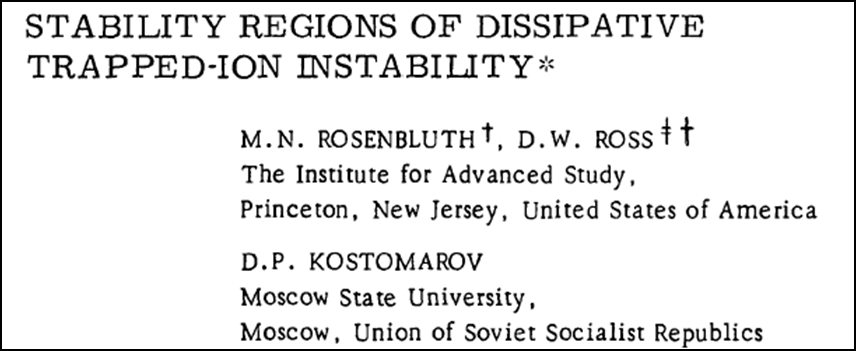 STABILITY REGIONS OF DISSIPATIVE
TRAPPED-ION INSTABILITY*
M.N. ROSENBLUTH†, D.W. ROSS‡†
The Institute for Advanced Study,
Princeton, New Jersey, United States of America
D.P. KOSTOMAROV
Moscow State University,
Moscow, Union of Soviet Socialist Republics